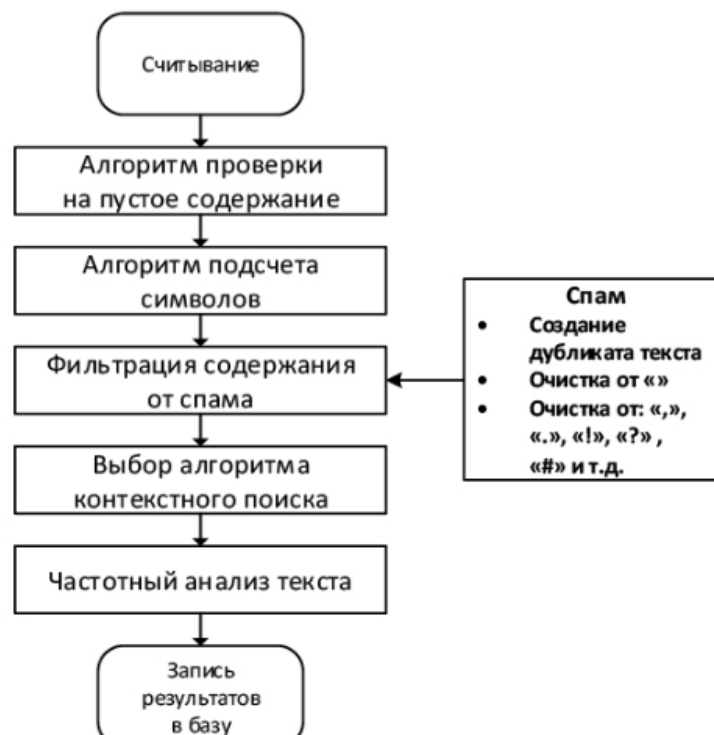 Считывание
Алгоритм проверки
на пустое содержание
Алгоритм подсчета
символов
Фильтрация содержания
от спама
Спам
• Создание
дубликата текста
• Очистка от «»
• Очистка от: «,»,
«.», «!», «?» ,
«#» и т.д.
Выбор алгоритма
контекстного поиска
Частотный анализ текста
Запись
результатов
в базу